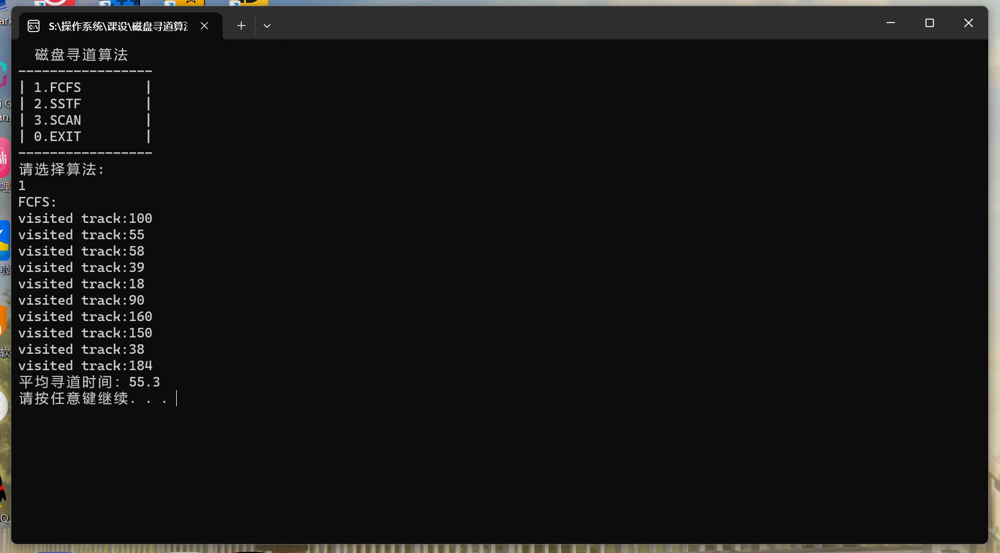 S:\操作系统\课设\磁盘寻道算
磁盘寻道算法
-----------------
| 1.FCFS        |
| 2.SSTF        |
| 3.SCAN        |
| 0.EXIT        |
-----------------
请选择算法:
1
FCFS:
visited track:100
visited track:55
visited track:58
visited track:39
visited track:18
visited track:90
visited track:160
visited track:150
visited track:38
visited track:184
平均寻道时间: 55.3
请按任意键继续. . .